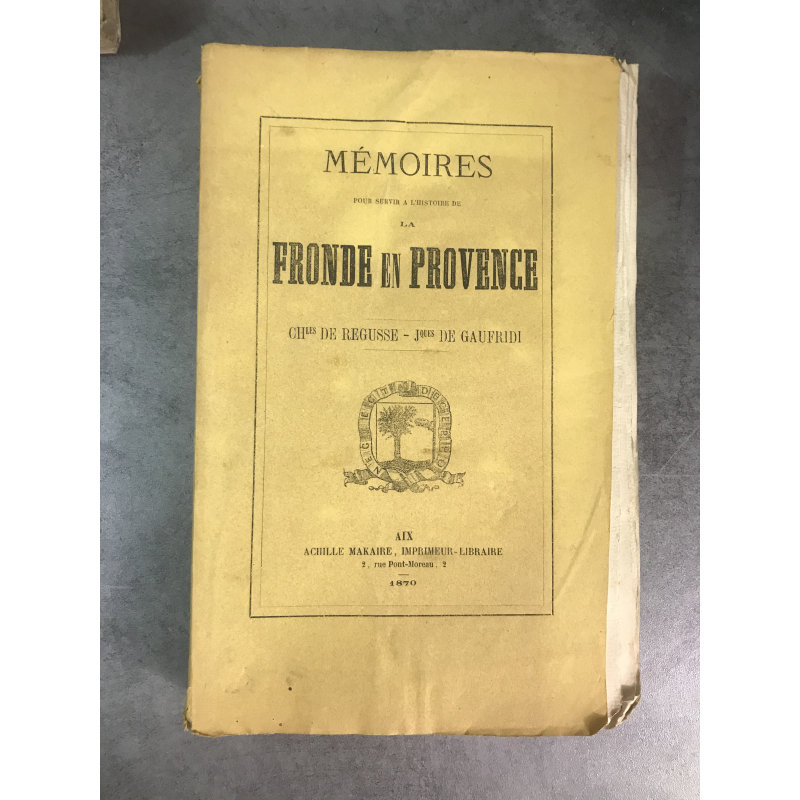 MÉMOIRES
POUR SERVIR A L'HISTOIRE DE
LA
FRONDE EN PROVENCE
CHLES DE REGUSSE – JQUES DE GAUFRIDI
AIX
ACHILLE MAKAIRE, IMPRIMEUR-LIBRAIRE
2, rue Pont-Moreau, 2
1870